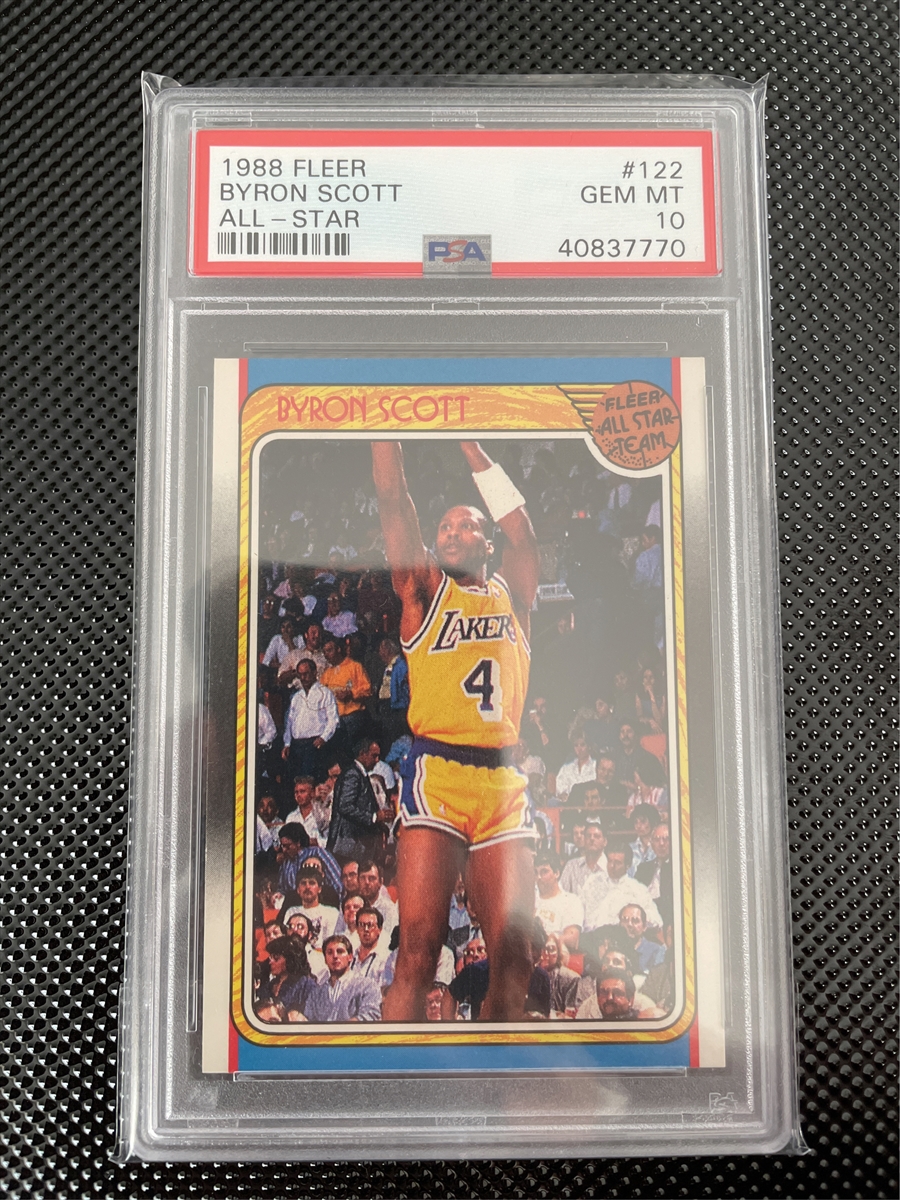 1988 FLEER
BYRON SCOTT
ALL - STAR
#122
GEM MT
10
40837770
PSA
BYRON SCOTT
FLEER
ALL STAR
TEAM
LAKERS
4